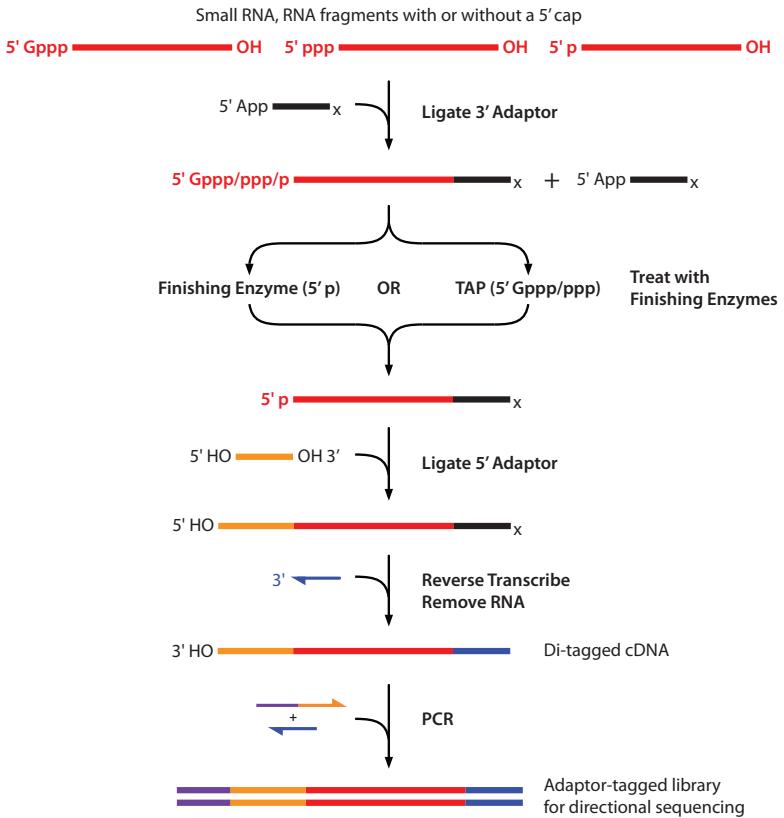 Small RNA, RNA fragments with or without a 5' cap
5' Gppp OH 5' ppp OH 5' p OH
5' App x
Ligate 3' Adaptor
5' Gppp/ppp/p x + 5' App x
Finishing Enzyme (5' p) OR TAP (5' Gppp/ppp)
Treat with
Finishing Enzymes
5' p x
5' HO OH 3'
Ligate 5' Adaptor
5' HO x
3'
Reverse Transcribe
Remove RNA
3' HO Di-tagged cDNA
+
PCR
Adaptor-tagged library
for directional sequencing